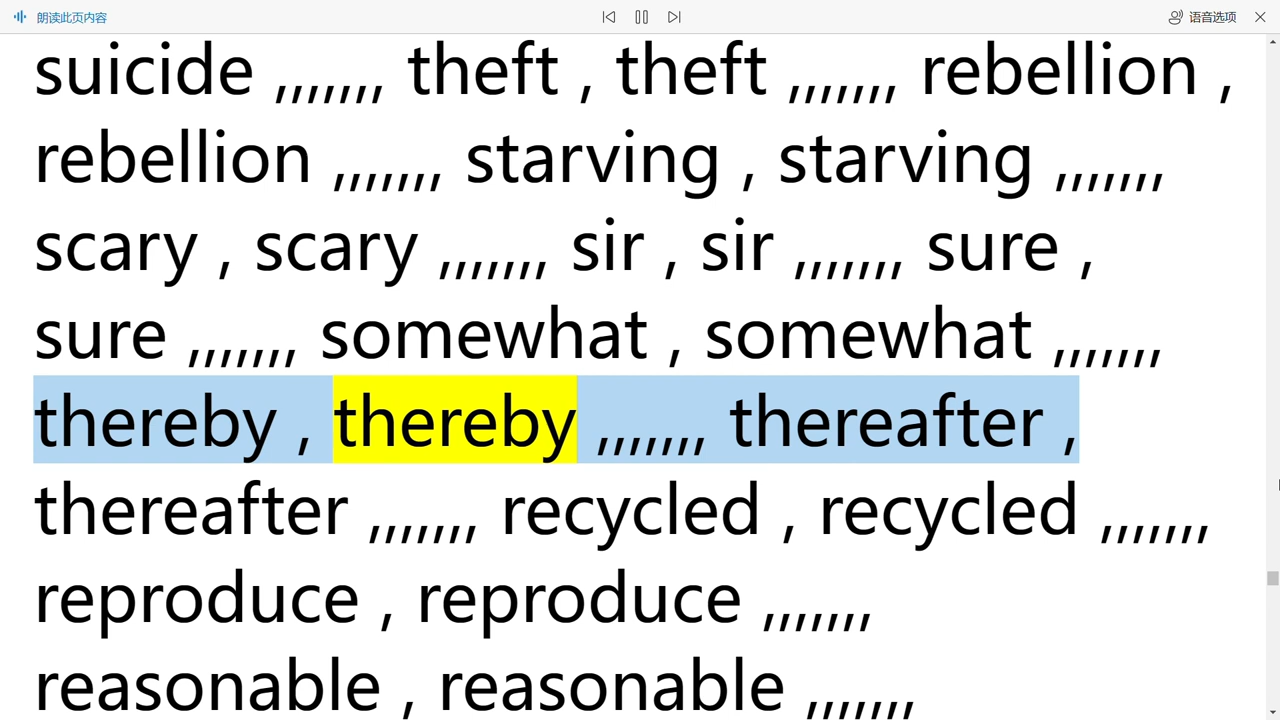 朗读此页内容
语音选项
suicide ,,,,,,, theft , theft ,,,,,,, rebellion ,
rebellion ,,,,,,, starving , starving ,,,,,,,
scary , scary ,,,,,,, sir , sir ,,,,,,, sure ,
sure ,,,,,,, somewhat , somewhat ,,,,,,,
thereby , thereby ,,,,,,, thereafter ,
thereafter ,,,,,,, recycled , recycled ,,,,,,,
reproduce , reproduce ,,,,,,,
reasonable , reasonable ,,,,,,,